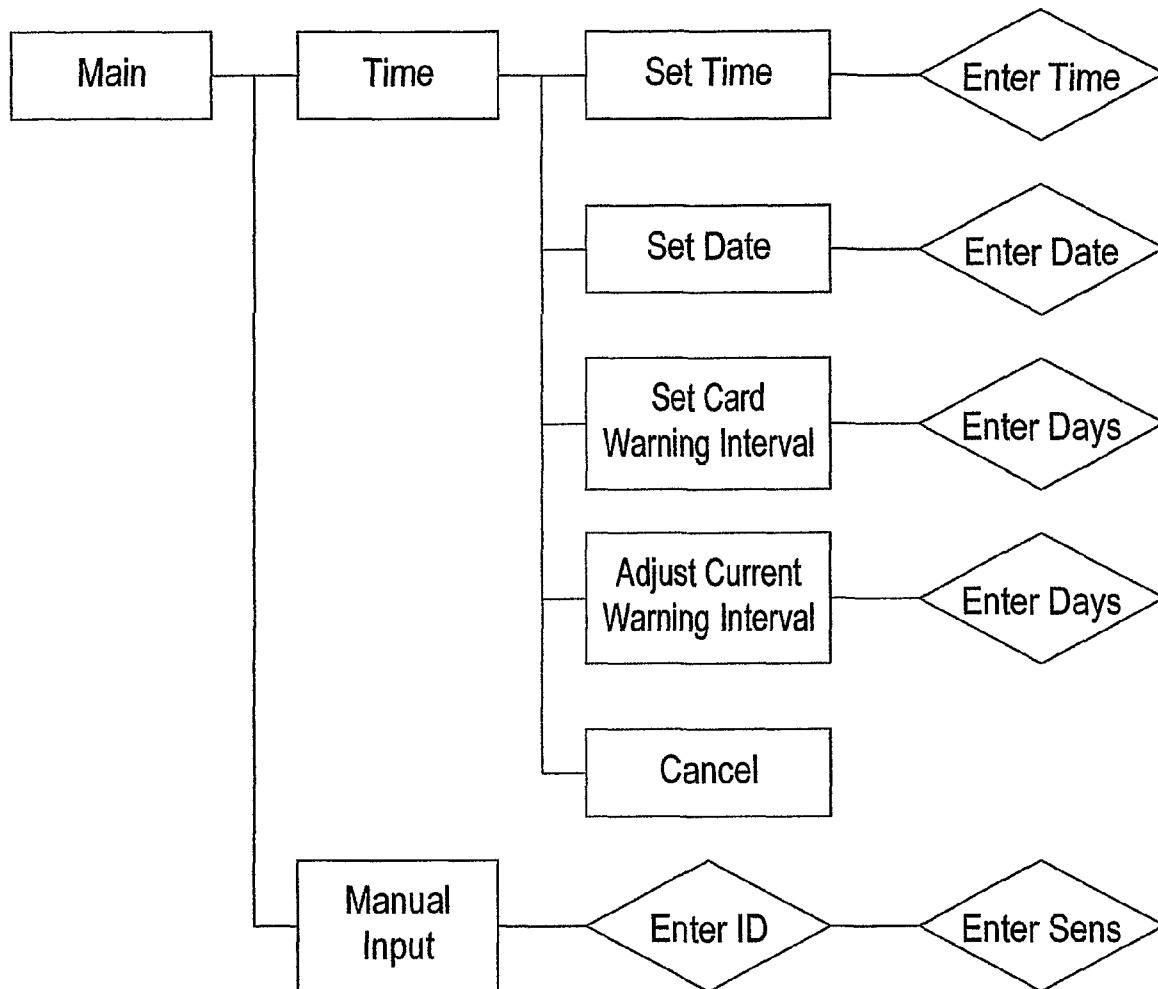 Main
Time
Set Time
Enter Time
Set Date
Enter Date
Set Card
Warning Interval
Enter Days
Adjust Current
Warning Interval
Enter Days
Cancel
Manual
Input
Enter ID
Enter Sens